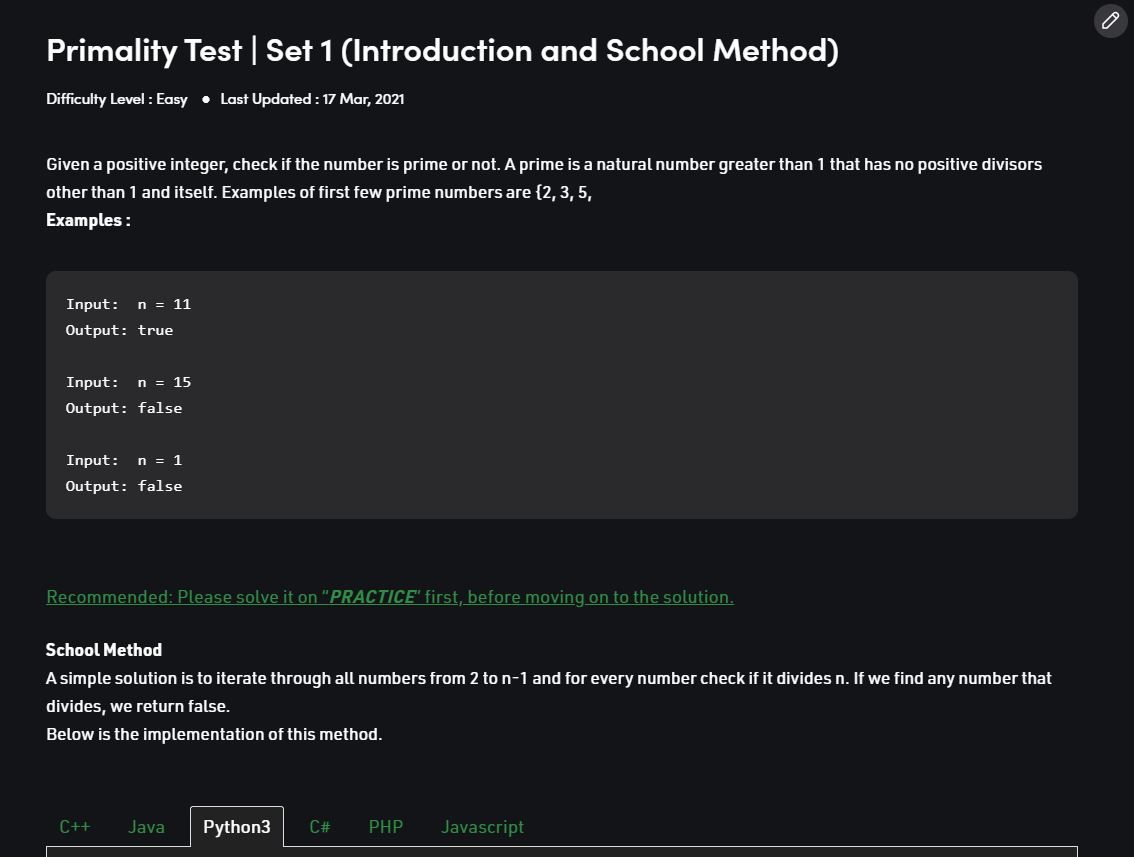 Primality Test | Set 1 (Introduction and School Method)
Difficulty Level : Easy ● Last Updated : 17 Mar, 2021
Given a positive integer, check if the number is prime or not. A prime is a natural number greater than 1 that has no positive divisors
other than 1 and itself. Examples of first few prime numbers are {2, 3, 5,
Examples :
Input:  n = 11
Output: true
Input:  n = 15
Output: false
Input:  n = 1
Output: false
Recommended: Please solve it on “PRACTICE” first, before moving on to the solution.
School Method
A simple solution is to iterate through all numbers from 2 to n-1 and for every number check if it divides n. If we find any number that
divides, we return false.
Below is the implementation of this method.
C++ Java Python3 C# PHP Javascript